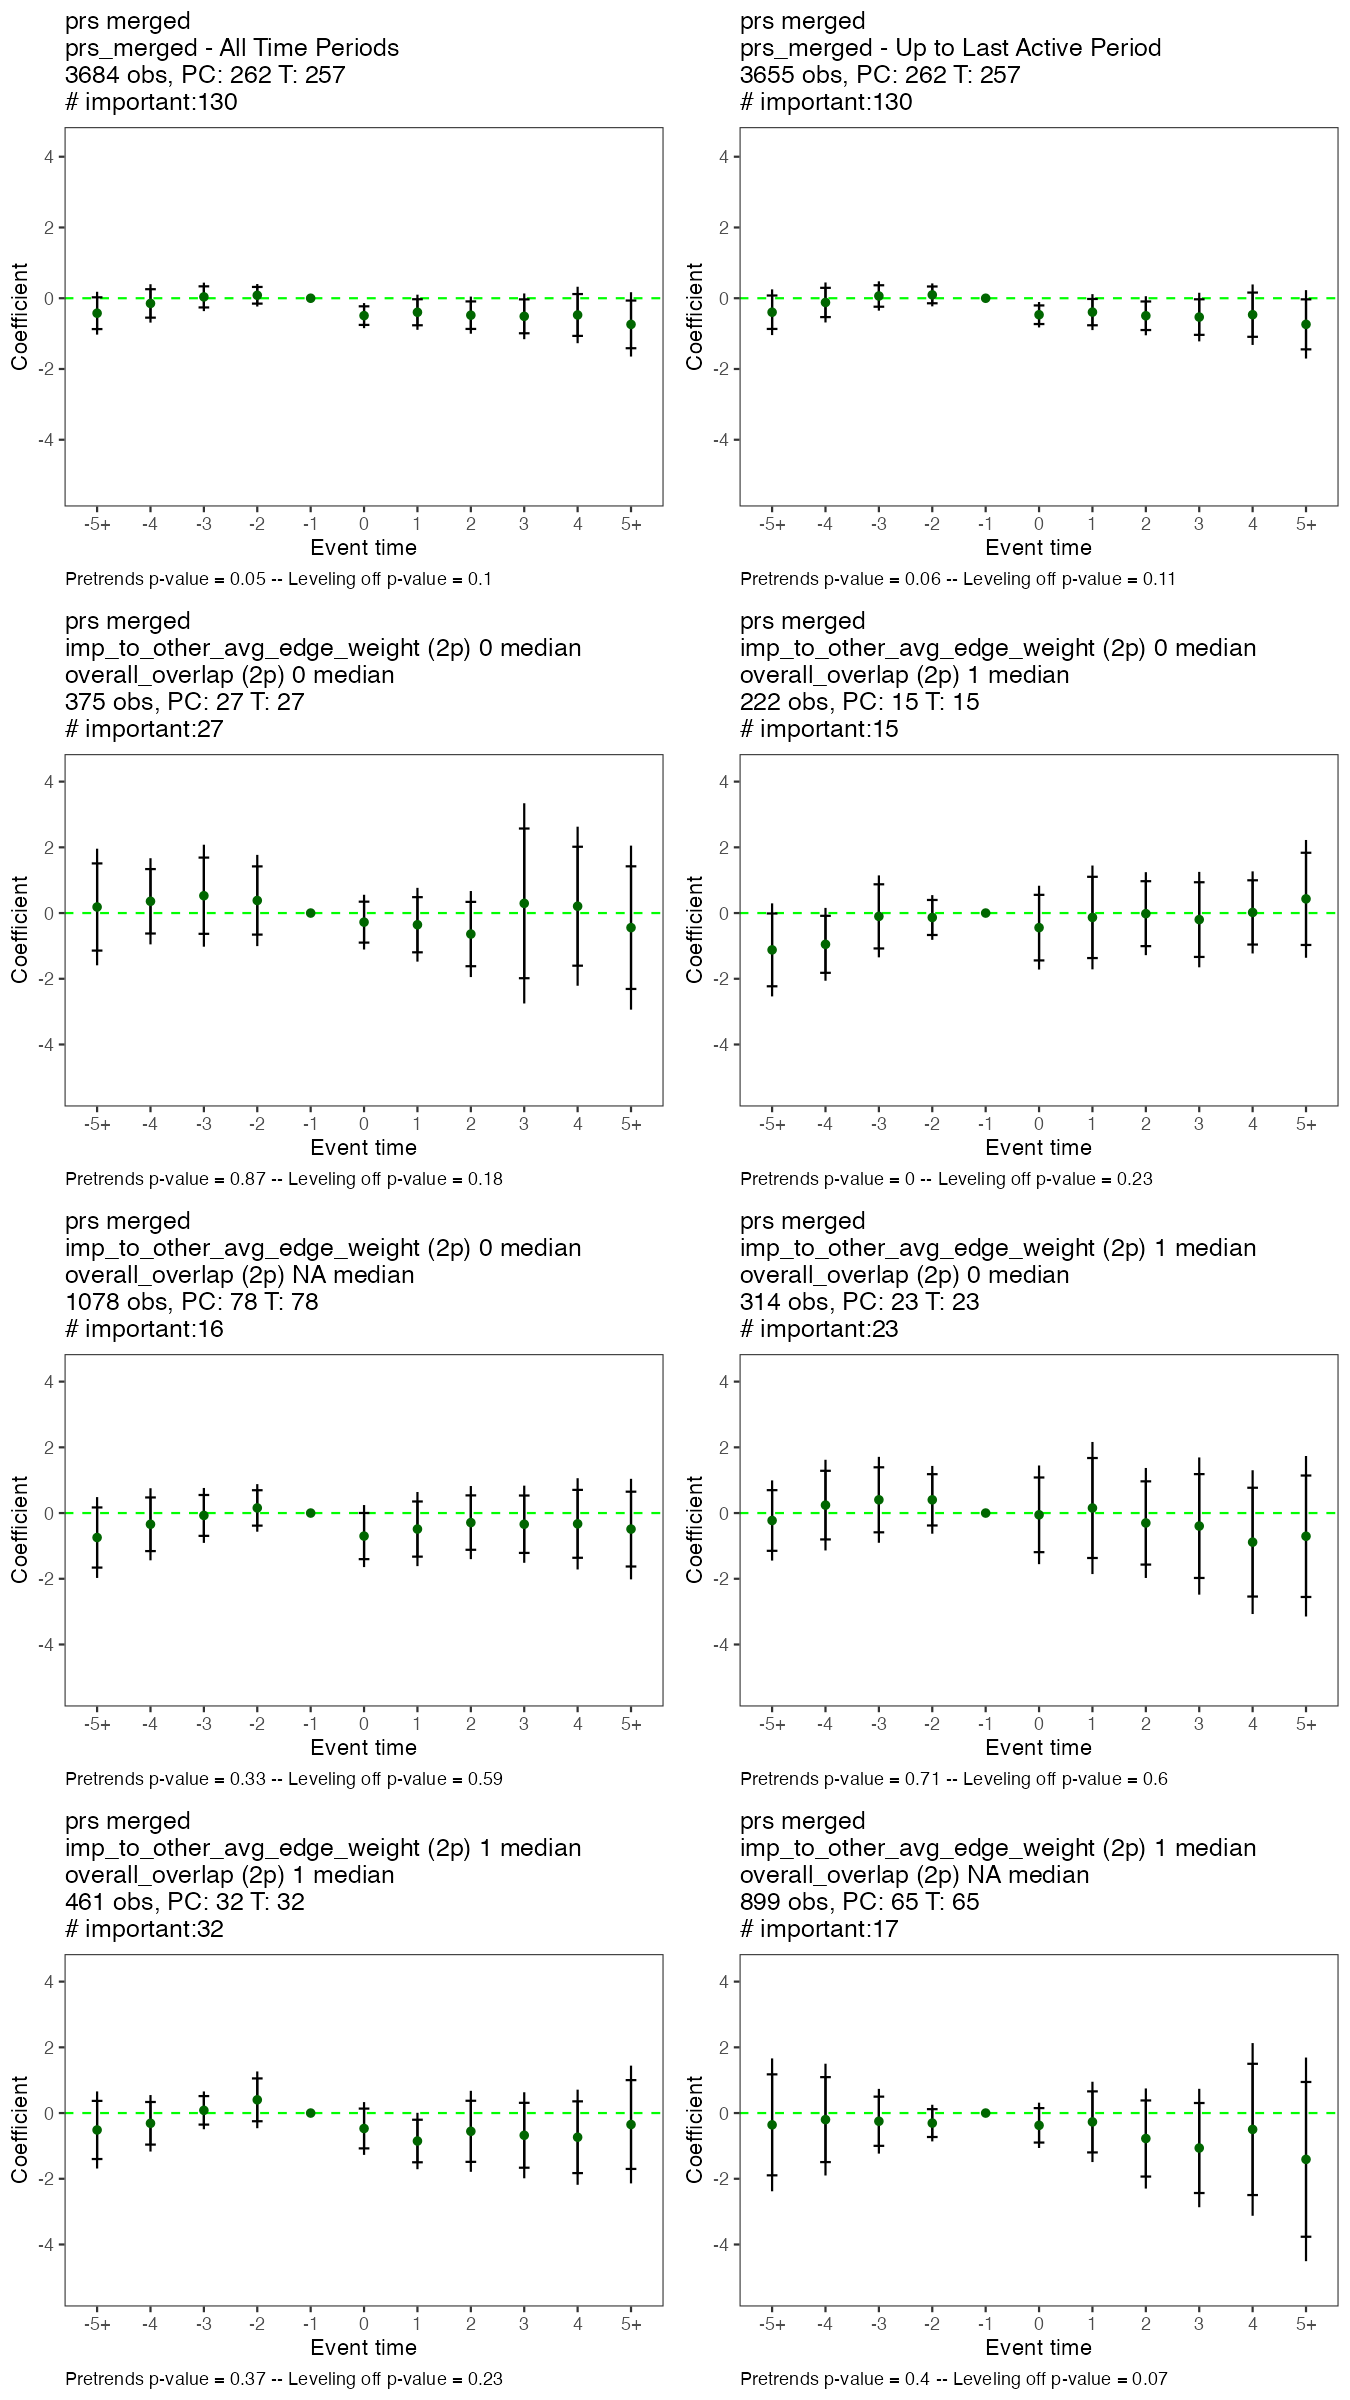 prs merged
prs_merged - All Time Periods
3684 obs, PC: 262 T: 257
# important:130
4
2
0
-2
-4
Coefficient
-5+ -4 -3 -2 -1 0 1 2 3 4 5+
Event time
Pretrends p-value = 0.05 -- Leveling off p-value = 0.1
prs merged
prs_merged - Up to Last Active Period
3655 obs, PC: 262 T: 257
# important:130
4
2
0
-2
-4
Coefficient
-5+ -4 -3 -2 -1 0 1 2 3 4 5+
Event time
Pretrends p-value = 0.06 -- Leveling off p-value = 0.11
prs merged
imp_to_other_avg_edge_weight (2p) 0 median
overall_overlap (2p) 0 median
375 obs, PC: 27 T: 27
# important:27
4
2
0
-2
-4
Coefficient
-5+ -4 -3 -2 -1 0 1 2 3 4 5+
Event time
Pretrends p-value = 0.87 -- Leveling off p-value = 0.18
prs merged
imp_to_other_avg_edge_weight (2p) 0 median
overall_overlap (2p) 1 median
222 obs, PC: 15 T: 15
# important:15
4
2
0
-2
-4
Coefficient
-5+ -4 -3 -2 -1 0 1 2 3 4 5+
Event time
Pretrends p-value = 0 -- Leveling off p-value = 0.23
prs merged
imp_to_other_avg_edge_weight (2p) 0 median
overall_overlap (2p) NA median
1078 obs, PC: 78 T: 78
# important:16
4
2
0
-2
-4
Coefficient
-5+ -4 -3 -2 -1 0 1 2 3 4 5+
Event time
Pretrends p-value = 0.33 -- Leveling off p-value = 0.59
prs merged
imp_to_other_avg_edge_weight (2p) 1 median
overall_overlap (2p) 0 median
314 obs, PC: 23 T: 23
# important:23
4
2
0
-2
-4
Coefficient
-5+ -4 -3 -2 -1 0 1 2 3 4 5+
Event time
Pretrends p-value = 0.71 -- Leveling off p-value = 0.6
prs merged
imp_to_other_avg_edge_weight (2p) 1 median
overall_overlap (2p) 1 median
461 obs, PC: 32 T: 32
# important:32
4
2
0
-2
-4
Coefficient
-5+ -4 -3 -2 -1 0 1 2 3 4 5+
Event time
Pretrends p-value = 0.37 -- Leveling off p-value = 0.23
prs merged
imp_to_other_avg_edge_weight (2p) 1 median
overall_overlap (2p) NA median
899 obs, PC: 65 T: 65
# important:17
4
2
0
-2
-4
Coefficient
-5+ -4 -3 -2 -1 0 1 2 3 4 5+
Event time
Pretrends p-value = 0.4 -- Leveling off p-value = 0.07